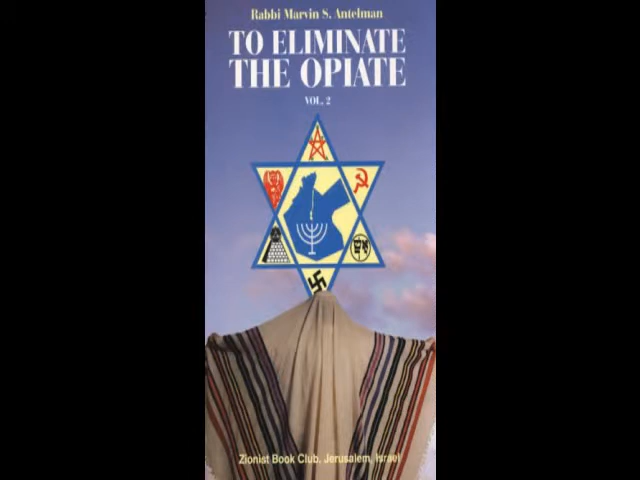 Rabbi Marvin S. Antelman
TO ELIMINATE
THE OPIATE
VOL. 2
Zionist Book Club, Jerusalem, Israel